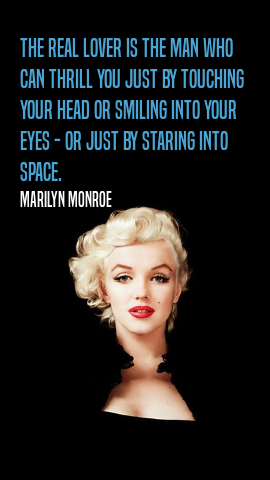 THE REAL LOVER IS THE MAN WHO
CAN THRILL YOU JUST BY TOUCHING
YOUR HEAD OR SMILING INTO YOUR
EYES - OR JUST BY STARING INTO
SPACE.
MARILYN MONROE